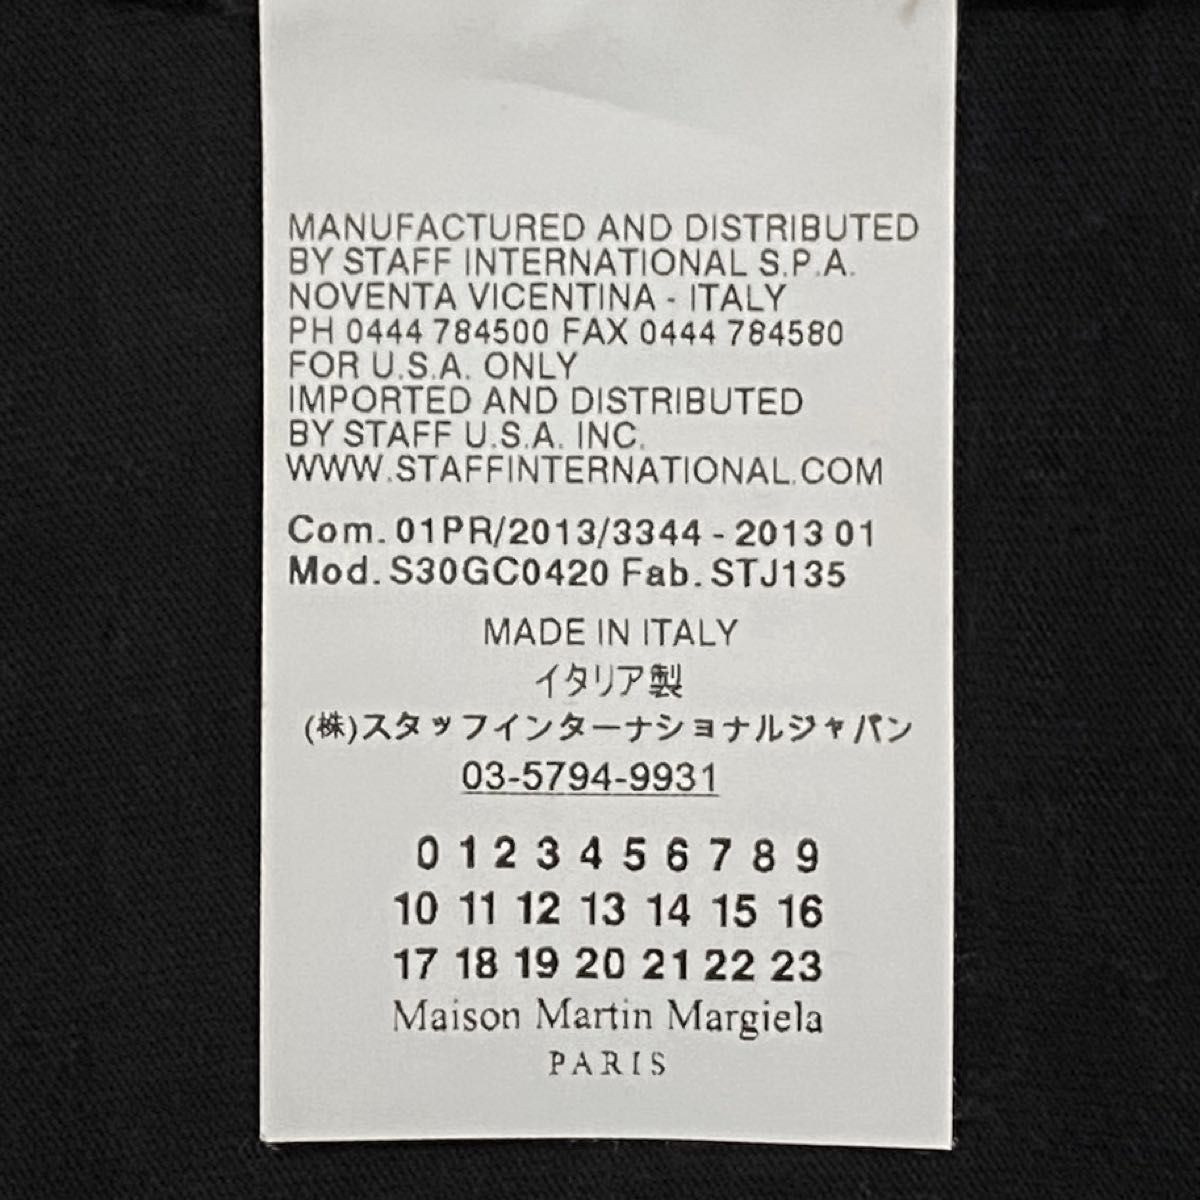 MANUFACTURED AND DISTRIBUTED
BY STAFF INTERNATIONAL S.P.A.
NOVENTA VICENTINA - ITALY
PH 0444 784500 FAX 0444 784580
FOR U.S.A. ONLY
IMPORTED AND DISTRIBUTED
BY STAFF U.S.A. INC.
WWW.STAFFINTERNATIONAL.COM
Com. 01PR/2013/3344 - 2013 01
Mod. S30GC0420 Fab. STJ135
MADE IN ITALY
イタリア製
(株)スタッフインターナショナルジャパン
03-5794-9931
0 1 2 3 4 5 6 7 8 9
10 11 12 13 14 15 16
17 18 19 20 21 22 23
Maison Martin Margiela
PARIS